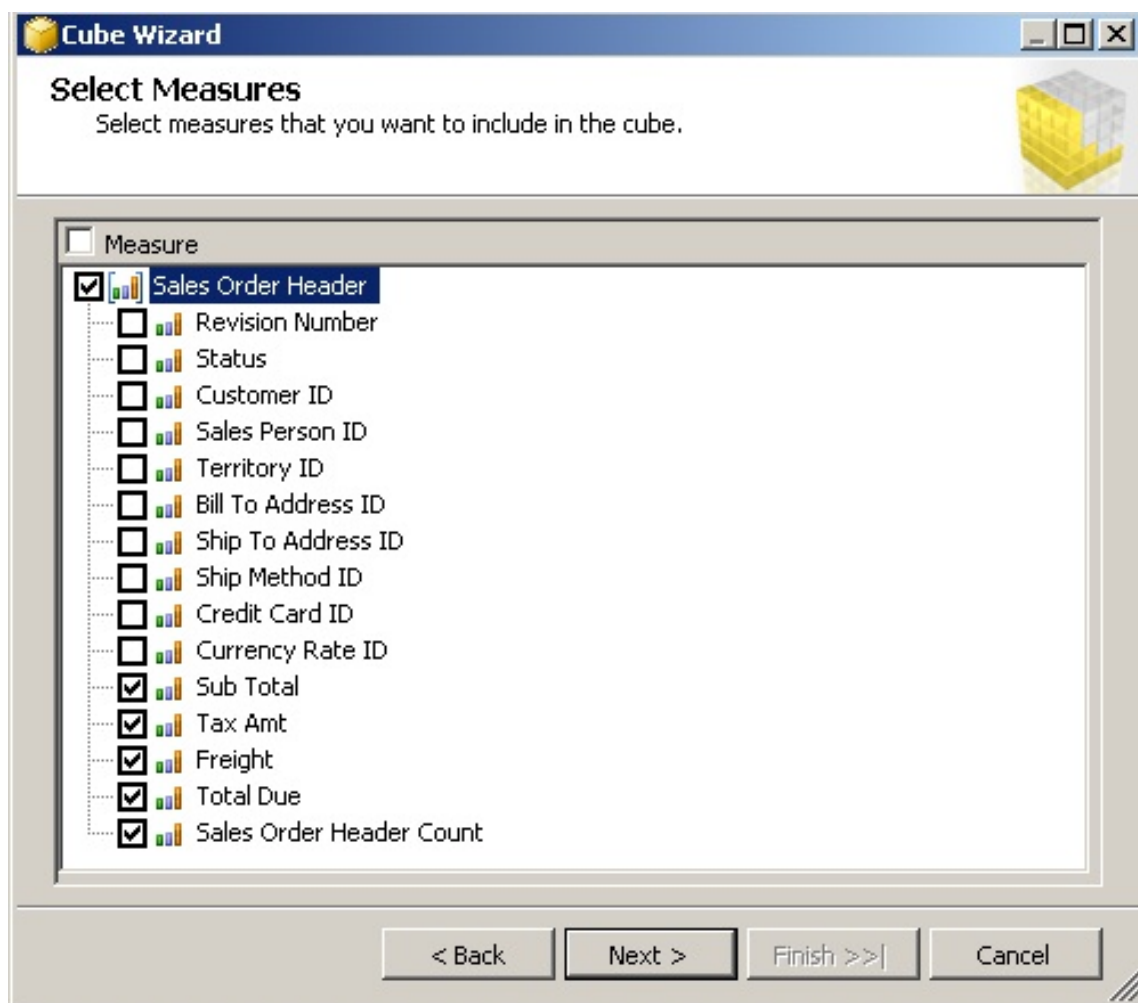 Cube Wizard
Select Measures
Select measures that you want to include in the cube.
Measure
Sales Order Header
Revision Number
Status
Customer ID
Sales Person ID
Territory ID
Bill To Address ID
Ship To Address ID
Ship Method ID
Credit Card ID
Currency Rate ID
Sub Total
Tax Amt
Freight
Total Due
Sales Order Header Count
< Back Next > Finish >>| Cancel